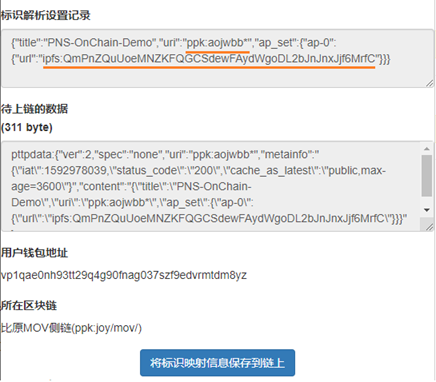 标识解析设置记录
{"title":"PNS-OnChain-Demo","uri":"ppk:aojwbb*","ap_set":{"ap-0":
{"url":"ipfs:QmPnZQuUoeMNZKFQGCSdewFAydWgoDL2bJnJnxJjf6MrfC"}}}
待上链的数据
(311 byte)
pttpdata:{"ver":2,"spec":"none","uri":"ppk:aojwbb*","metainfo":"
{\"iat\":1592978039,\"status_code\":\"200\",\"cache_as_latest\":\"public,max-
age=3600\"}","content":"{\"title\":\"PNS-OnChain-
Demo\",\"uri\":\"ppk:aojwbb*\",\"ap_set\":{\"ap-0\":
{\"url\":\"ipfs:QmPnZQuUoeMNZKFQGCSdewFAydWgoDL2bJnJnxJjf6MrfC\"}}}"
用户钱包地址
vp1qae0nh93tt29q4g90fnag037szf9edvrmtdm8yz
所在区块链
比原MOV侧链(ppk:joy/mov/)
将标识映射信息保存到链上